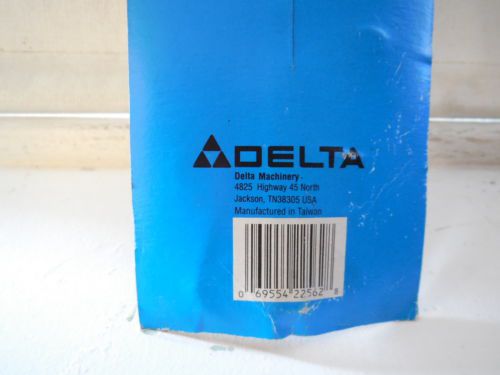 DELTA
Delta Machinery
4825 Highway 45 North
Jackson, TN38305 USA
Manufactured in Taiwan
0 69554 22562 8